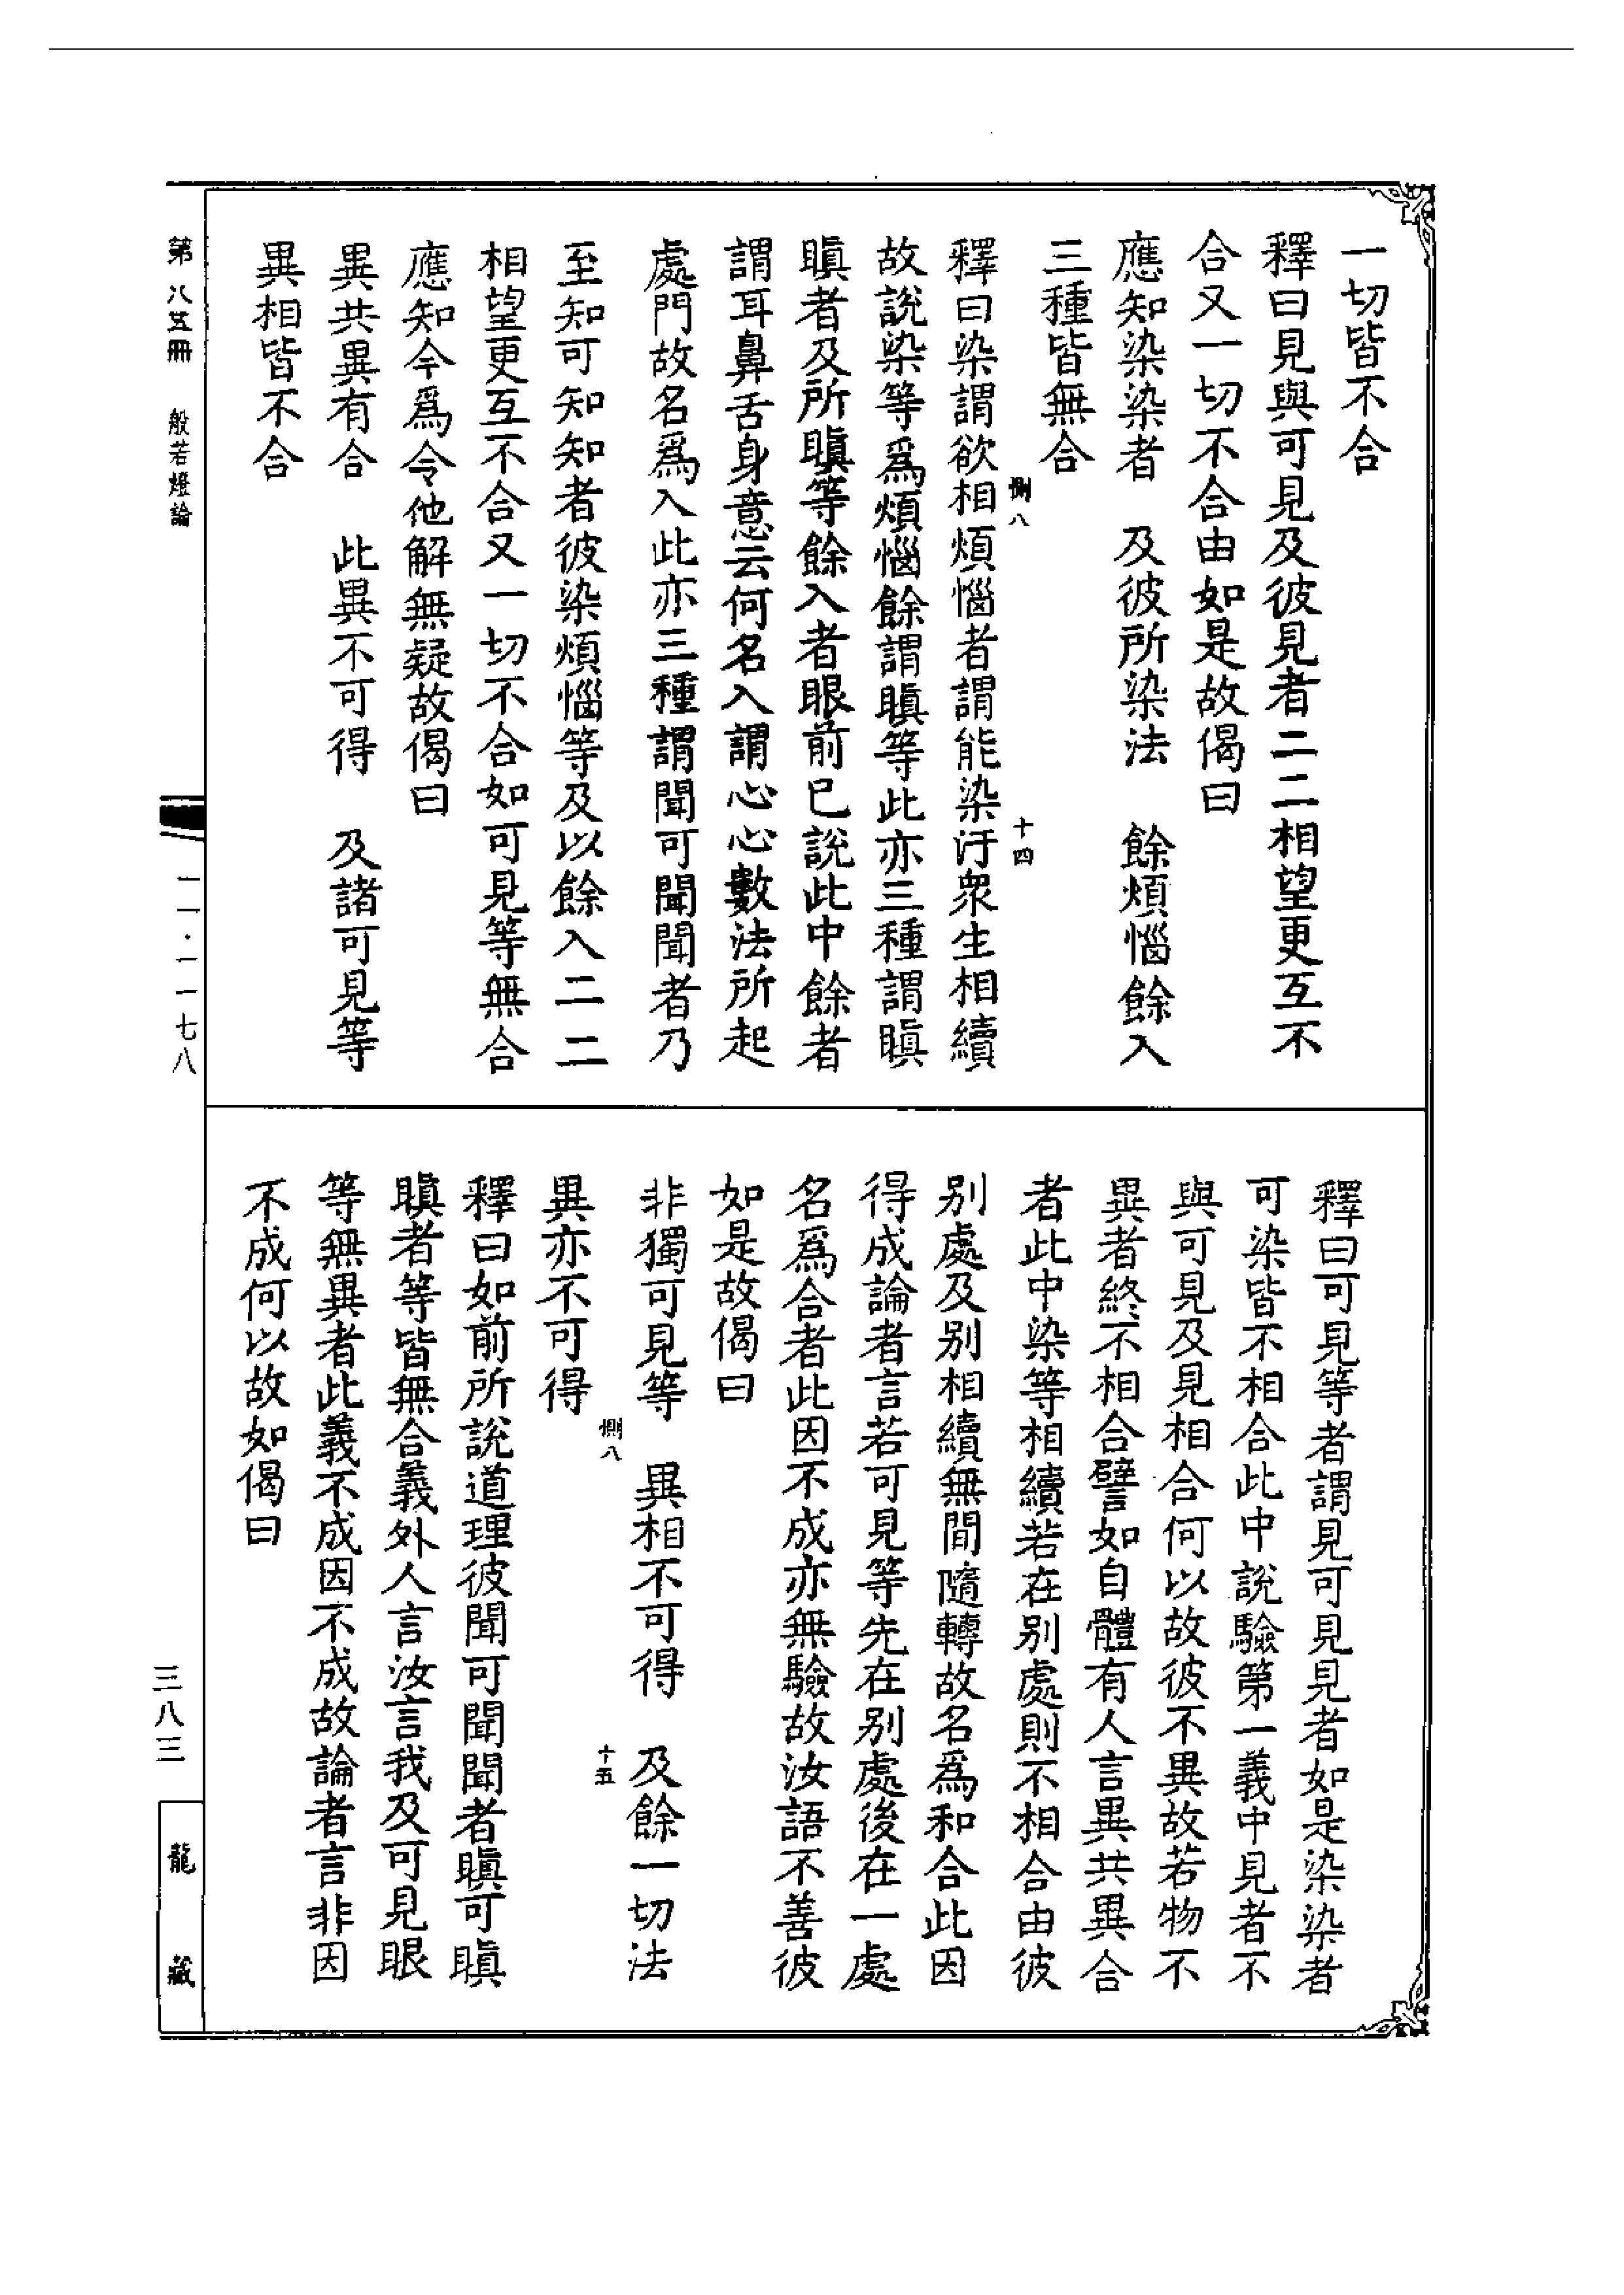 一切皆不合
釋曰見與可見及彼見者二二相望更互不
合又一切不合由如是故偈曰
應知染染者　及彼所染法　餘煩惱餘入
三種皆無合
惻八　十四
釋曰染謂欲相煩惱者謂能染汙衆生相續
故說染等爲煩惱餘謂瞋等此亦三種謂瞋
瞋者及所瞋等餘入者眼前已說此中餘者
謂耳鼻舌身意云何名入謂心心數法所起
處門故名爲入此亦三種謂聞可聞聞者乃
至知可知知者彼染煩惱等及以餘入二二
相望更互不合又一切不合如可見等無合
應知今爲令他解無疑故偈曰
異共異有合　此異不可得　及諸可見等
異相皆不合
釋曰可見等者謂見可見見者如是染染者
可染皆不相合此中說驗第一義中見者不
與可見及見相合何以故彼不異故若物不
異者終不相合譬如自體有人言異共異合
者此中染等相續若在別處則不相合由彼
別處及別相續無間隨轉故名爲和合此因
得成論者言若可見等先在別處後在一處
名爲合者此因不成亦無驗故汝語不善彼
如是故偈曰
非獨可見等　異相不可得　及餘一切法
異亦不可得
惻八　十五
釋曰如前所說道理彼聞可聞聞者瞋可瞋
瞋者等皆無合義外人言汝言我及可見眼
等無異者此義不成因不成故論者言非因
不成何以故如偈曰
第八五冊　般若燈論
一一·一一七八
三八三
龍藏